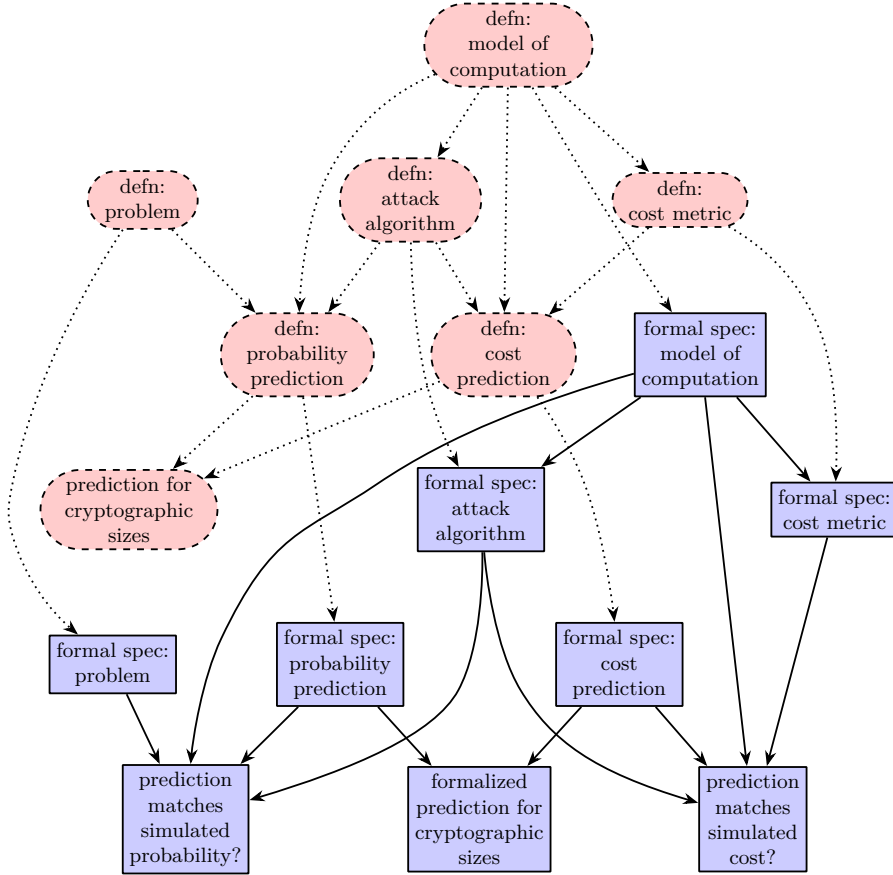 defn:
model of
computation
defn:
problem
defn:
attack
algorithm
defn:
cost metric
defn:
probability
prediction
defn:
cost
prediction
formal spec:
model of
computation
prediction for
cryptographic
sizes
formal spec:
attack
algorithm
formal spec:
cost metric
formal spec:
problem
formal spec:
probability
prediction
formal spec:
cost
prediction
prediction
matches
simulated
probability?
formalized
prediction for
cryptographic
sizes
prediction
matches
simulated
cost?